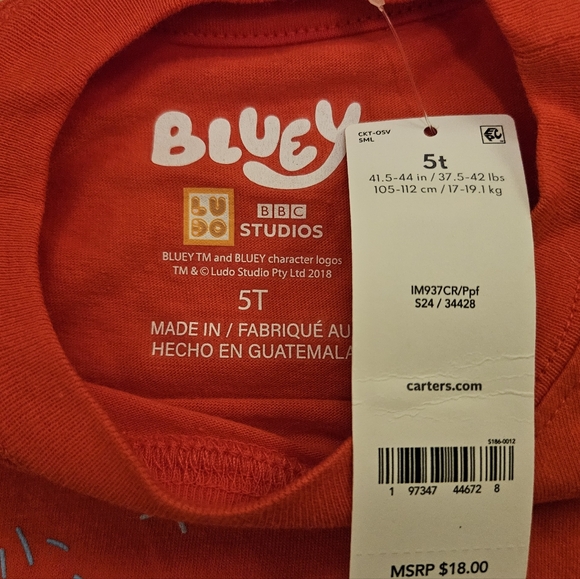 BLUEY
LUDO
BBC
STUDIOS
BLUEY TM and BLUEY character logos
TM & © Ludo Studio Pty Ltd 2018
5T
MADE IN / FABRIQUÉ AU
HECHO EN GUATEMALA
CKT-OSV
SML
5t
41.5-44 in / 37.5-42 lbs
105-112 cm / 17-19.1 kg
IM937CR/Ppf
S24 / 34428
carters.com
S186-0012
1 97347 44672 8
MSRP $18.00